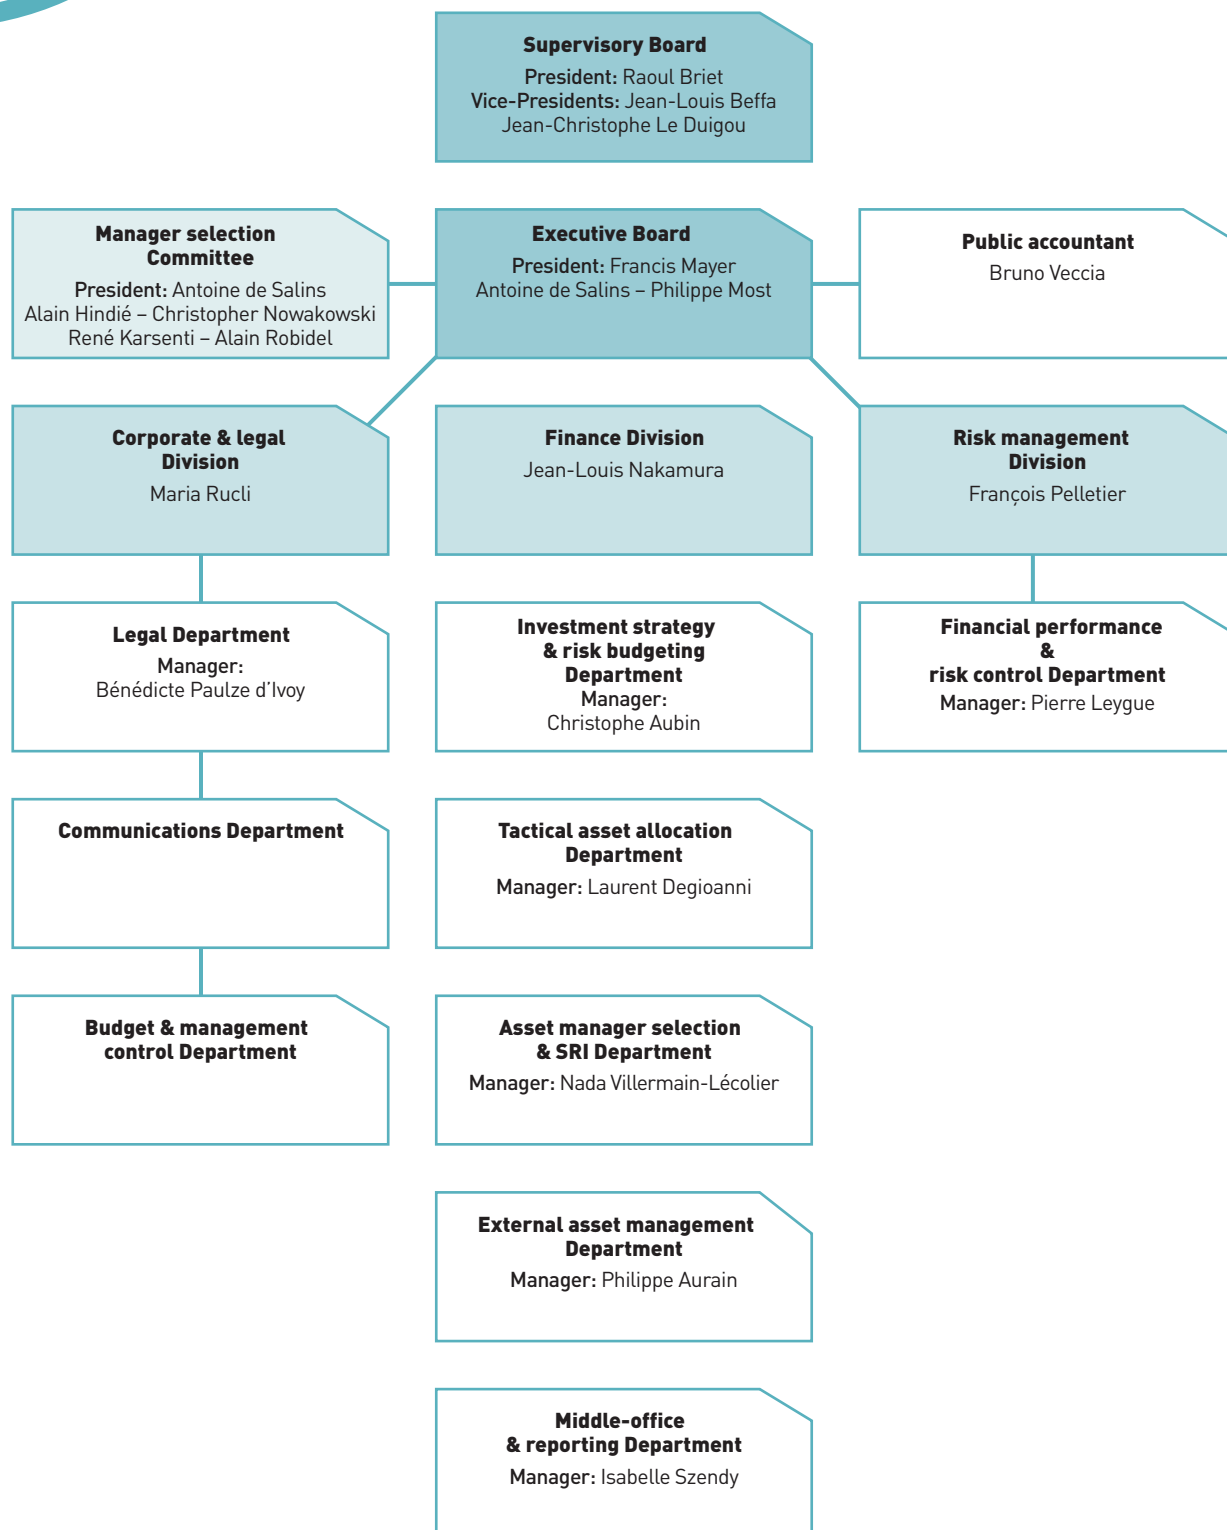 Supervisory Board
President: Raoul Briet
Vice-Presidents: Jean-Louis Beffa
Jean-Christophe Le Duigou
Manager selection
Committee
President: Antoine de Salins
Alain Hindié – Christopher Nowakowski
René Karsenti – Alain Robidel
Executive Board
President: Francis Mayer
Antoine de Salins – Philippe Most
Public accountant
Bruno Veccia
Corporate & legal
Division
Maria Rucli
Finance Division
Jean-Louis Nakamura
Risk management
Division
François Pelletier
Legal Department
Manager:
Bénédicte Paulze d’Ivoy
Investment strategy
& risk budgeting
Department
Manager:
Christophe Aubin
Financial performance
&
risk control Department
Manager: Pierre Leygue
Communications Department
Tactical asset allocation
Department
Manager: Laurent Degioanni
Budget & management
control Department
Asset manager selection
& SRI Department
Manager: Nada Villermain-Lécolier
External asset management
Department
Manager: Philippe Aurain
Middle-office
& reporting Department
Manager: Isabelle Szendy